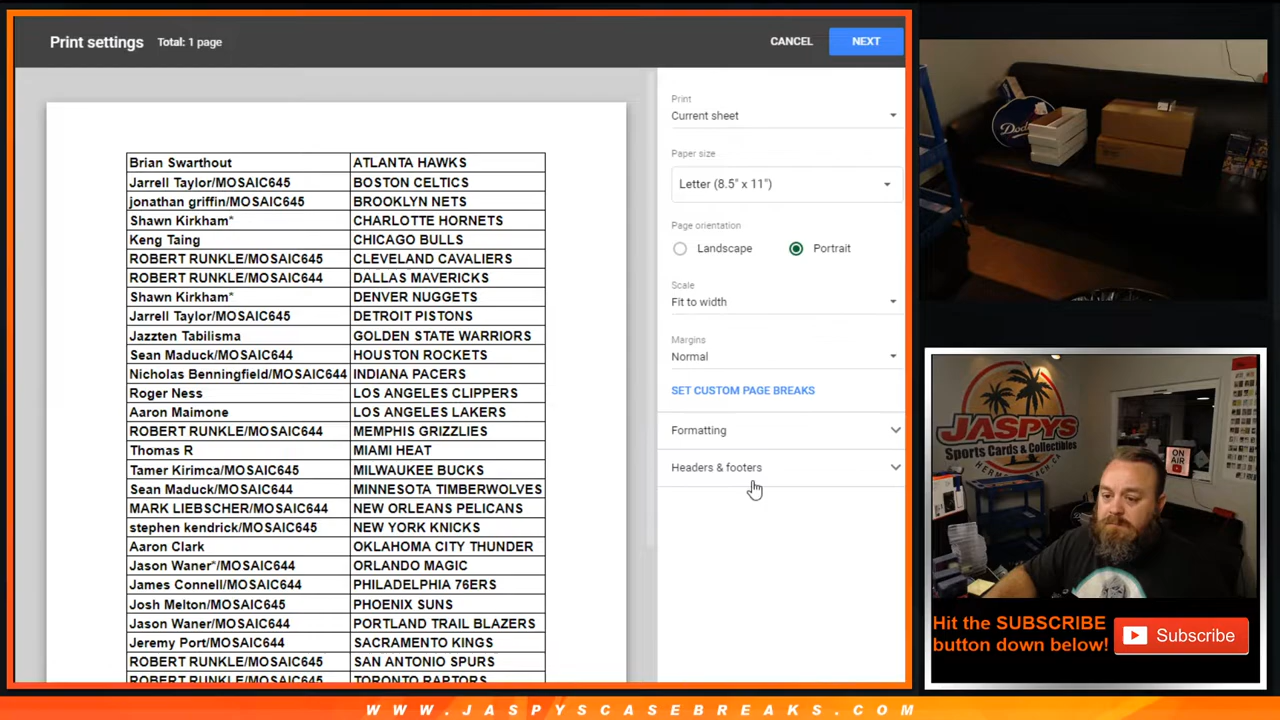 Print settings Total: 1 page CANCEL NEXT
Brian Swarthout ATLANTA HAWKS
Jarrell Taylor/MOSAIC645 BOSTON CELTICS
jonathan griffin/MOSAIC645 BROOKLYN NETS
Shawn Kirkham* CHARLOTTE HORNETS
Keng Taing CHICAGO BULLS
ROBERT RUNKLE/MOSAIC645 CLEVELAND CAVALIERS
ROBERT RUNKLE/MOSAIC644 DALLAS MAVERICKS
Shawn Kirkham* DENVER NUGGETS
Jarrell Taylor/MOSAIC645 DETROIT PISTONS
Jazzten Tabilisma GOLDEN STATE WARRIORS
Sean Maduck/MOSAIC644 HOUSTON ROCKETS
Nicholas Benningfield/MOSAIC644 INDIANA PACERS
Roger Ness LOS ANGELES CLIPPERS
Aaron Maimone LOS ANGELES LAKERS
ROBERT RUNKLE/MOSAIC644 MEMPHIS GRIZZLIES
Thomas R MIAMI HEAT
Tamer Kirimca/MOSAIC645 MILWAUKEE BUCKS
Sean Maduck/MOSAIC644 MINNESOTA TIMBERWOLVES
MARK LIEBSCHER/MOSAIC644 NEW ORLEANS PELICANS
stephen kendrick/MOSAIC645 NEW YORK KNICKS
Aaron Clark OKLAHOMA CITY THUNDER
Jason Waner*/MOSAIC644 ORLANDO MAGIC
James Connell/MOSAIC644 PHILADELPHIA 76ERS
Josh Melton/MOSAIC645 PHOENIX SUNS
Jason Waner/MOSAIC644 PORTLAND TRAIL BLAZERS
Jeremy Port/MOSAIC644 SACRAMENTO KINGS
ROBERT RUNKLE/MOSAIC645 SAN ANTONIO SPURS
ROBERT RUNKLE/MOSAIC644 TORONTO RAPTORS
Print
Current sheet
Paper size
Letter (8.5" x 11")
Page orientation
Landscape Portrait
Scale
Fit to width
Margins
Normal
SET CUSTOM PAGE BREAKS
Formatting
Headers & footers
Dod
JASPYS
Sports Cards & Collectibles
ON
AIR
Hit the SUBSCRIBE
button down below!
Subscribe
WWW.JASPYSCASEBREAKS.COM